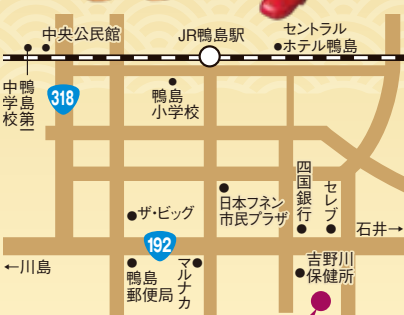 中央公民館
JR鴨島駅
セントラル
ホテル鴨島
鴨島第一
中学校
318
鴨島
小学校
四国銀行
セレブ
日本フネン
市民プラザ
ザ・ビッグ
石井→
192
←川島
鴨島
郵便局
マルナカ
吉野川
保健所